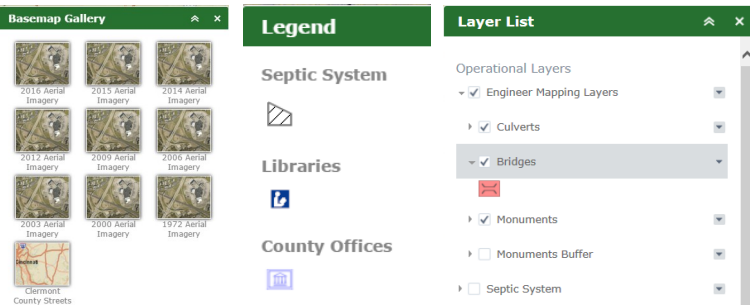 Basemap Gallery
2016 Aerial Imagery
2015 Aerial Imagery
2014 Aerial Imagery
2012 Aerial Imagery
2009 Aerial Imagery
2006 Aerial Imagery
2003 Aerial Imagery
2000 Aerial Imagery
1972 Aerial Imagery
Cincinnati
Clermont
County Streets
Legend
Septic System
Libraries
County Offices
Layer List
Operational Layers
Engineer Mapping Layers
Culverts
Bridges
Monuments
Monuments Buffer
Septic System